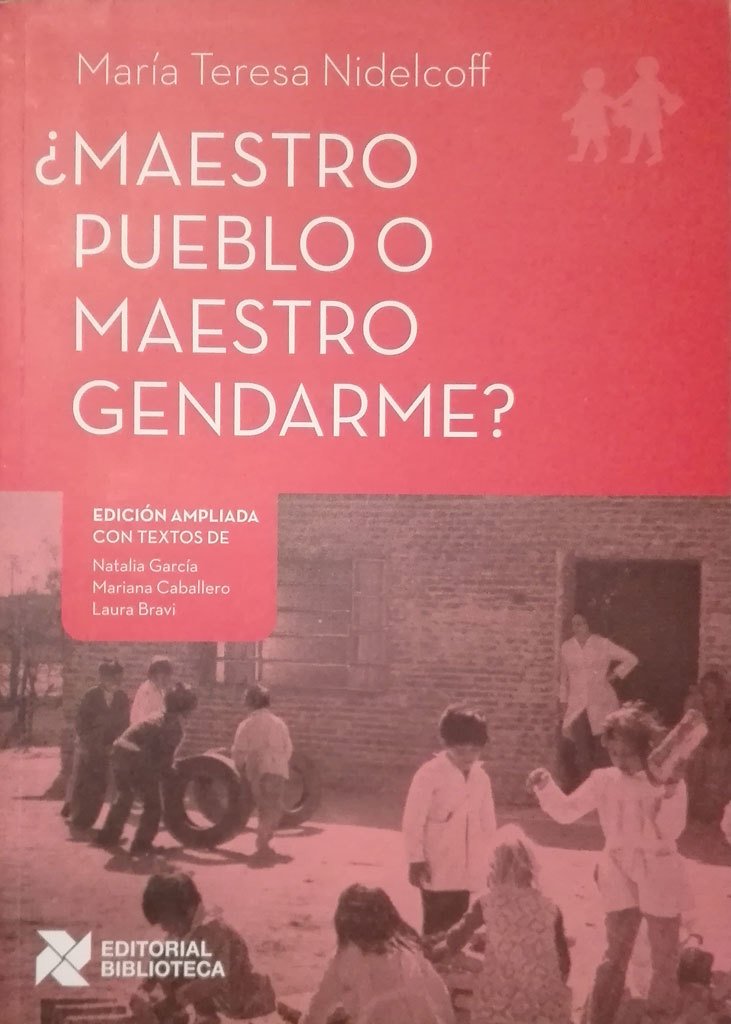 María Teresa Nidelcoff
¿MAESTRO
PUEBLO O
MAESTRO
GENDARME?
EDICIÓN AMPLIADA
CON TEXTOS DE
Natalia García
Mariana Caballero
Laura Bravi
EDITORIAL
BIBLIOTECA